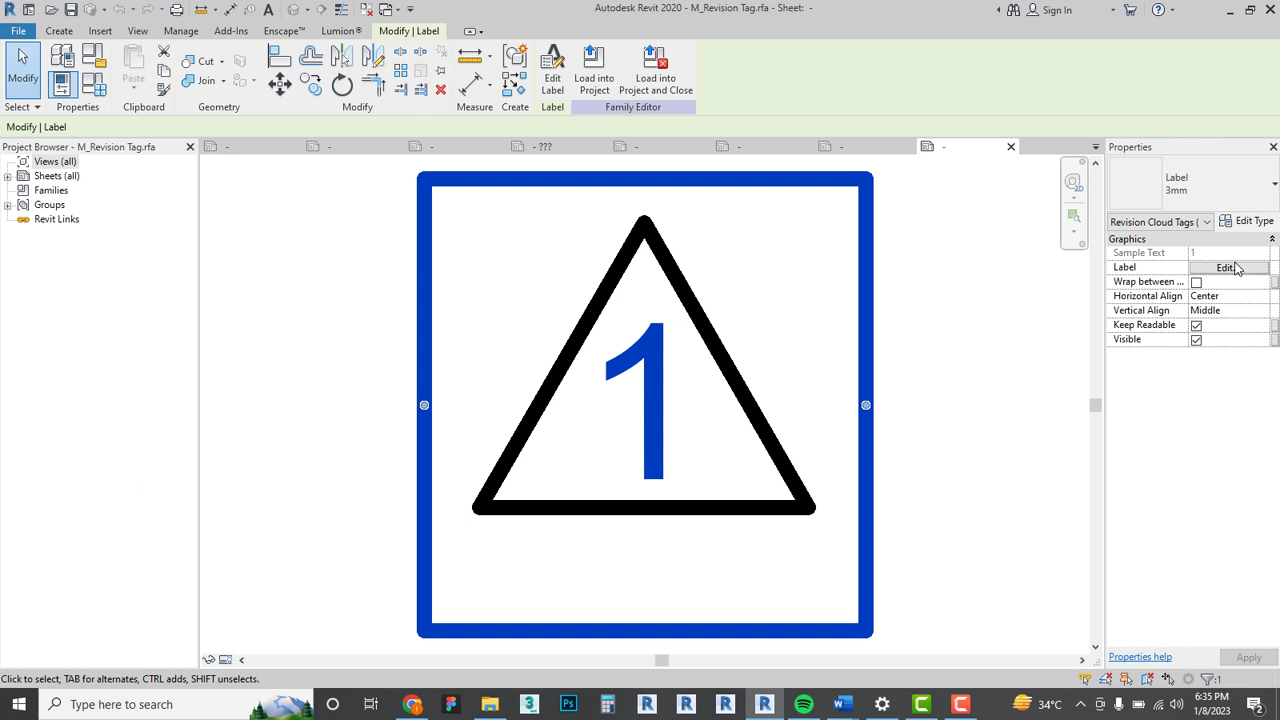 Autodesk Revit 2020 - M_Revision Tag.rfa - Sheet: -
Sign In
File Create Insert View Manage Add-Ins Enscape™ Lumion® Modify | Label
Modify
Paste
Cut
Join
Edit
Label
Load into
Project
Load into
Project and Close
Select Properties Clipboard Geometry Modify Measure Create Label Family Editor
Modify | Label
Project Browser - M_Revision Tag.rfa
Views (all)
Sheets (all)
Families
Groups
Revit Links
-
-
-
- ???
-
-
-
-
1
Properties
Label
3mm
Revision Cloud Tags (
Edit Type
Graphics
Sample Text 1
Label Edit...
Wrap between ...
Horizontal Align Center
Vertical Align Middle
Keep Readable
Visible
Properties help
Apply
Click to select, TAB for alternates, CTRL adds, SHIFT unselects.
:1
Type here to search
34°C
6:35 PM
1/8/2023